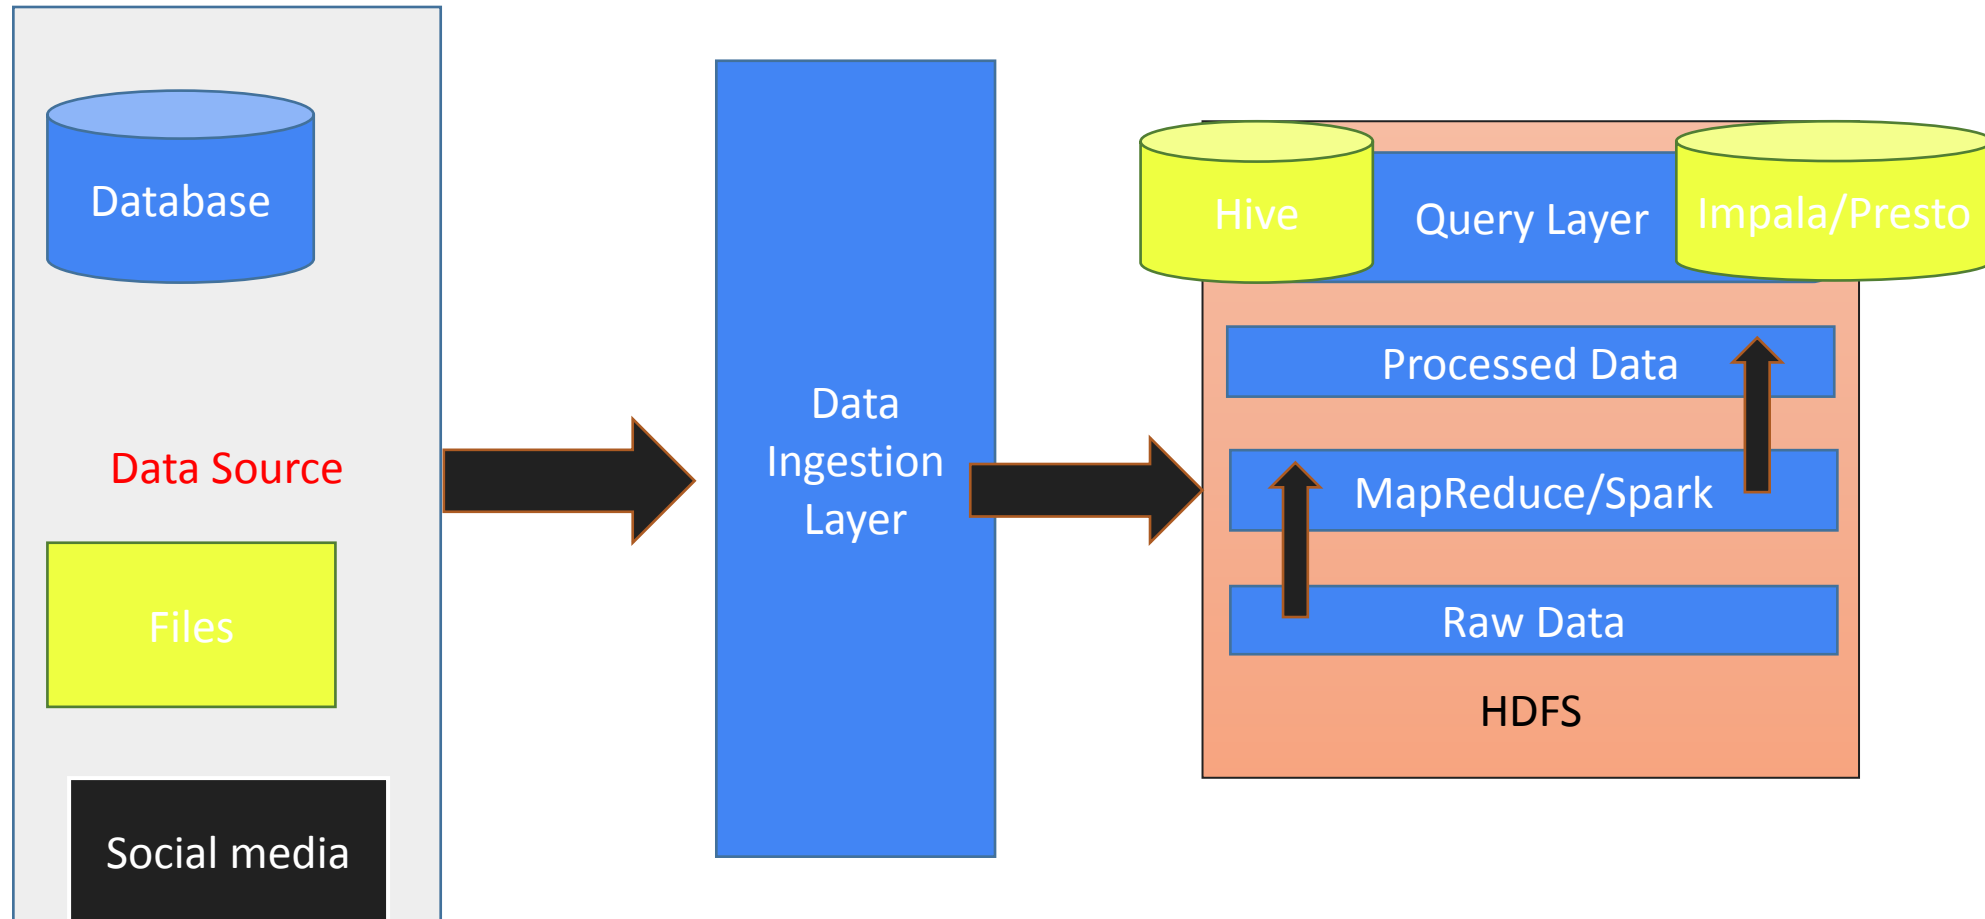 Database
Data Source
Files
Social media
Data
Ingestion
Layer
Hive
Query Layer
Impala/Presto
Processed Data
MapReduce/Spark
Raw Data
HDFS